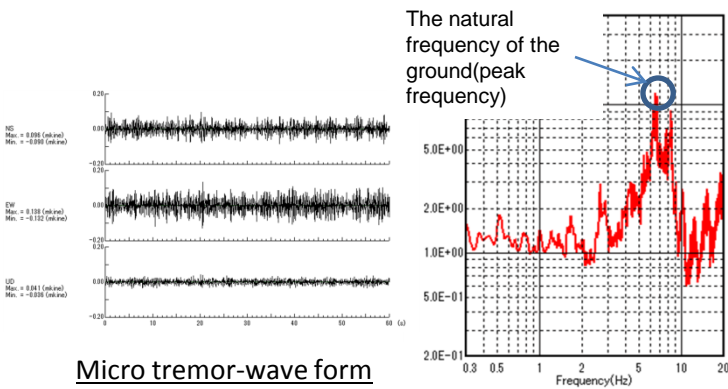 The natural
frequency of the
ground(peak
frequency)
NS
Max. = 0.096 (mkine)
Min. = -0.090 (mkine)
0.20
0.00
-0.20
EW
Max. = 0.138 (mkine)
Min. = -0.132 (mkine)
0.20
0.00
-0.20
UD
Max. = 0.041 (mkine)
Min. = -0.036 (mkine)
0.20
0.00
-0.20
0 10 20 30 40 50 60 (s)
Micro tremor-wave form
5.0E+00
2.0E+00
1.0E+00
5.0E-01
2.0E-01
0.3 0.5 1 2 5 10 20
Frequency(Hz)